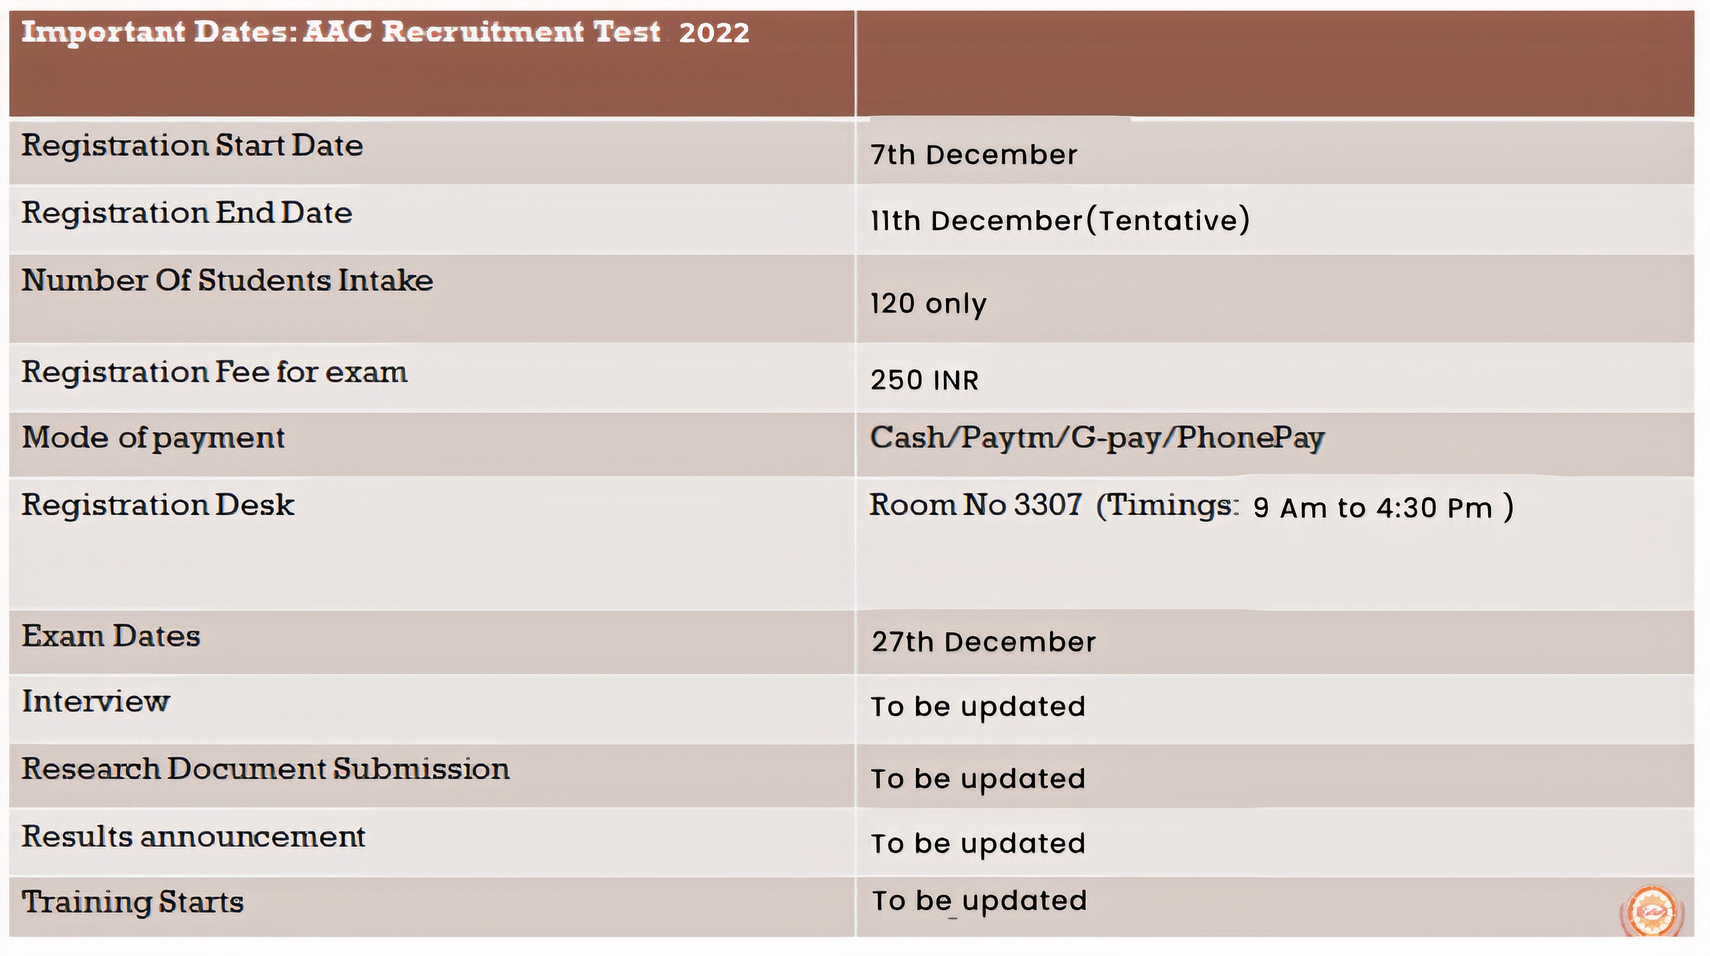 Important Dates: AAC Recruitment Test 2022
Registration Start Date 7th December
Registration End Date 11th December(Tentative)
Number Of Students Intake 120 only
Registration Fee for exam 250 INR
Mode of payment Cash/Paytm/G-pay/PhonePay
Registration Desk Room No 3307 (Timings: 9 Am to 4:30 Pm )
Exam Dates 27th December
Interview To be updated
Research Document Submission To be updated
Results announcement To be updated
Training Starts To be_updated